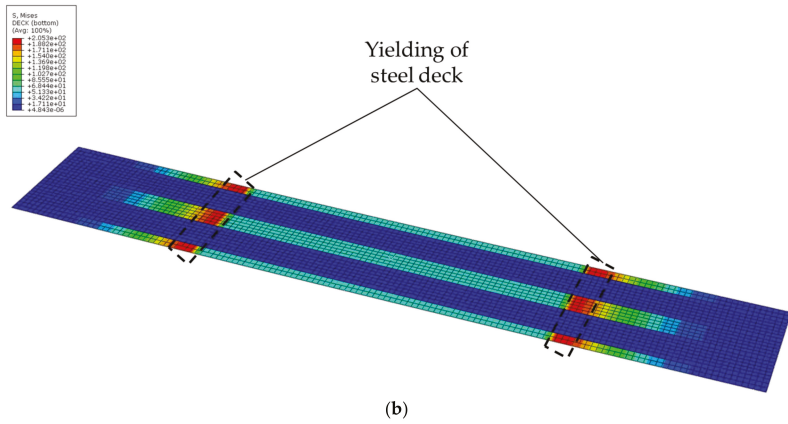 S, Mises
DECK (bottom)
(Avg: 100%)
+2.053e+02
+1.882e+02
+1.711e+02
+1.540e+02
+1.369e+02
+1.198e+02
+1.027e+02
+8.555e+01
+6.844e+01
+5.133e+01
+3.422e+01
+1.711e+01
+4.843e-06
Yielding of
steel deck
(b)